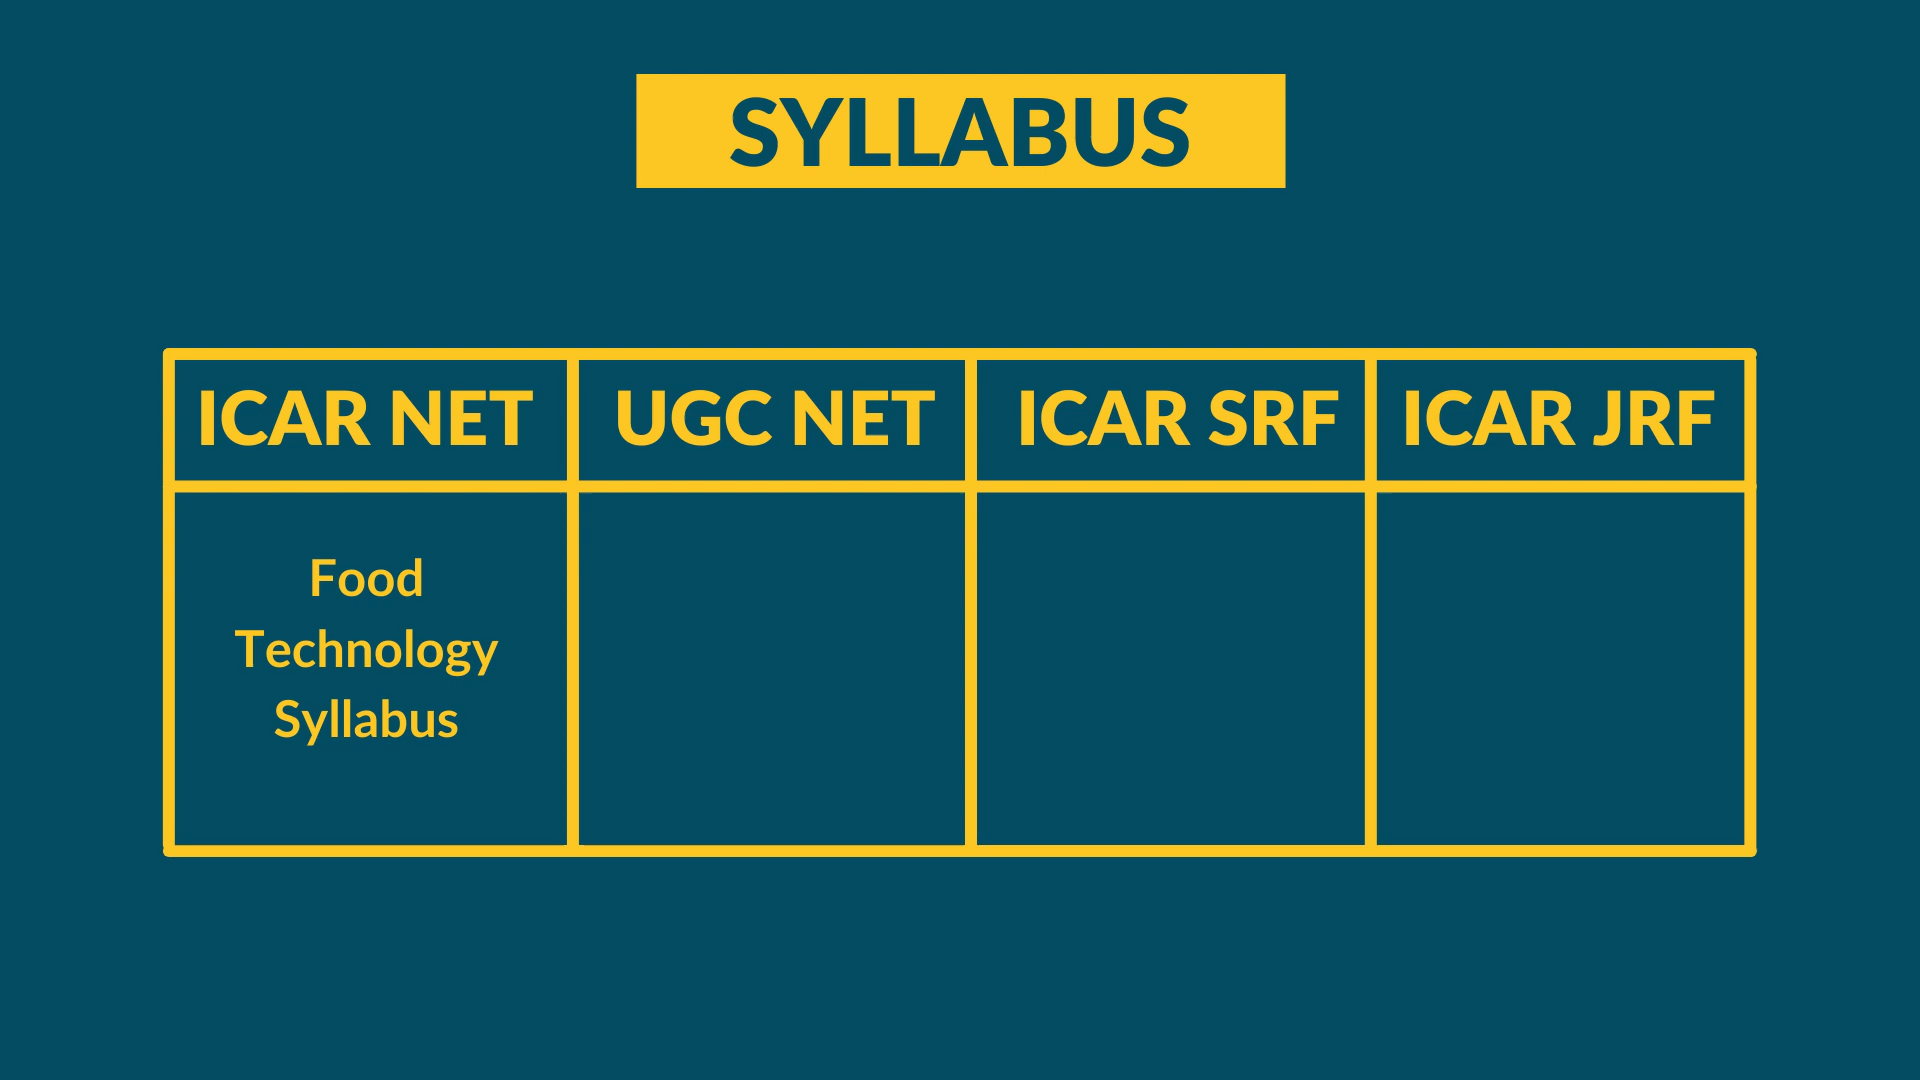 SYLLABUS
ICAR NET
UGC NET
ICAR SRF
ICAR JRF
Food
Technology
Syllabus